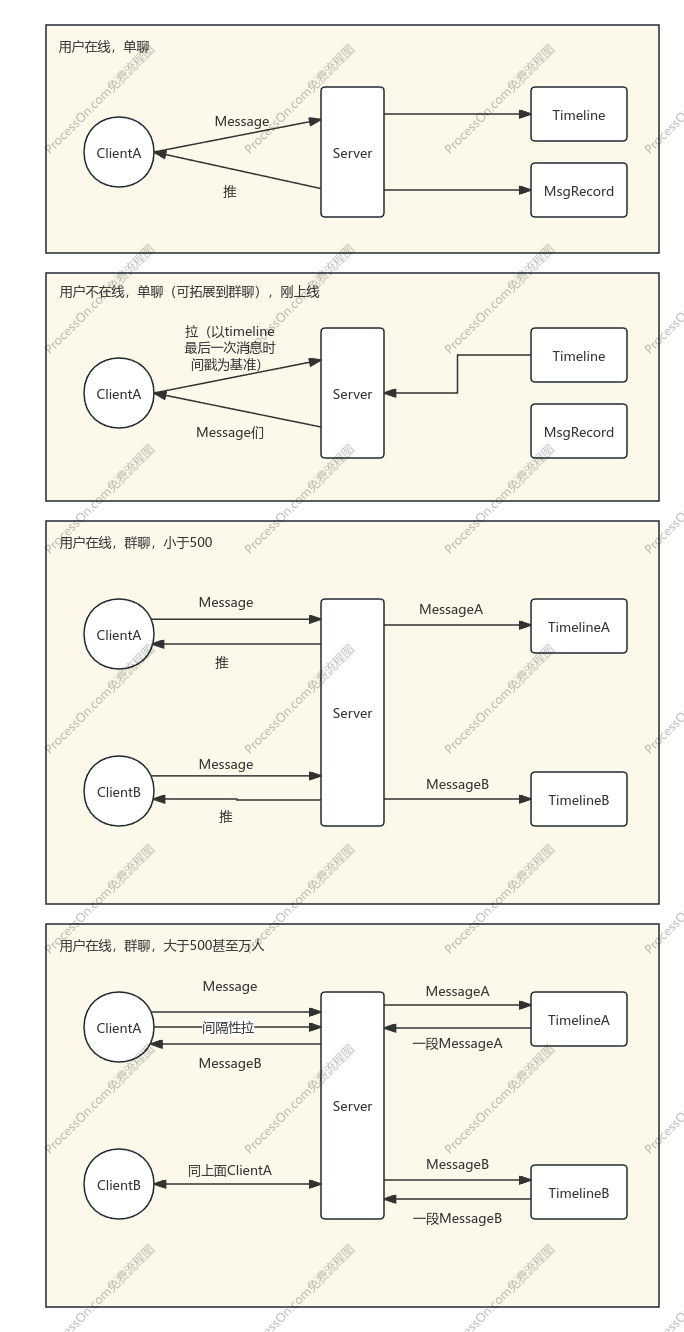 用户在线，单聊
Message
ClientA
推
Server
Timeline
MsgRecord
用户不在线，单聊（可拓展到群聊），刚上线
拉（以timeline
最后一次消息时
间戳为基准）
ClientA
Message们
Server
Timeline
MsgRecord
用户在线，群聊，小于500
Message
ClientA
推
MessageA
TimelineA
Server
Message
ClientB
推
MessageB
TimelineB
用户在线，群聊，大于500甚至万人
Message
ClientA
间隔性拉
MessageB
MessageA
TimelineA
一段MessageA
Server
同上面ClientA
ClientB
MessageB
TimelineB
一段MessageB
ProcessOn.com免费流程图